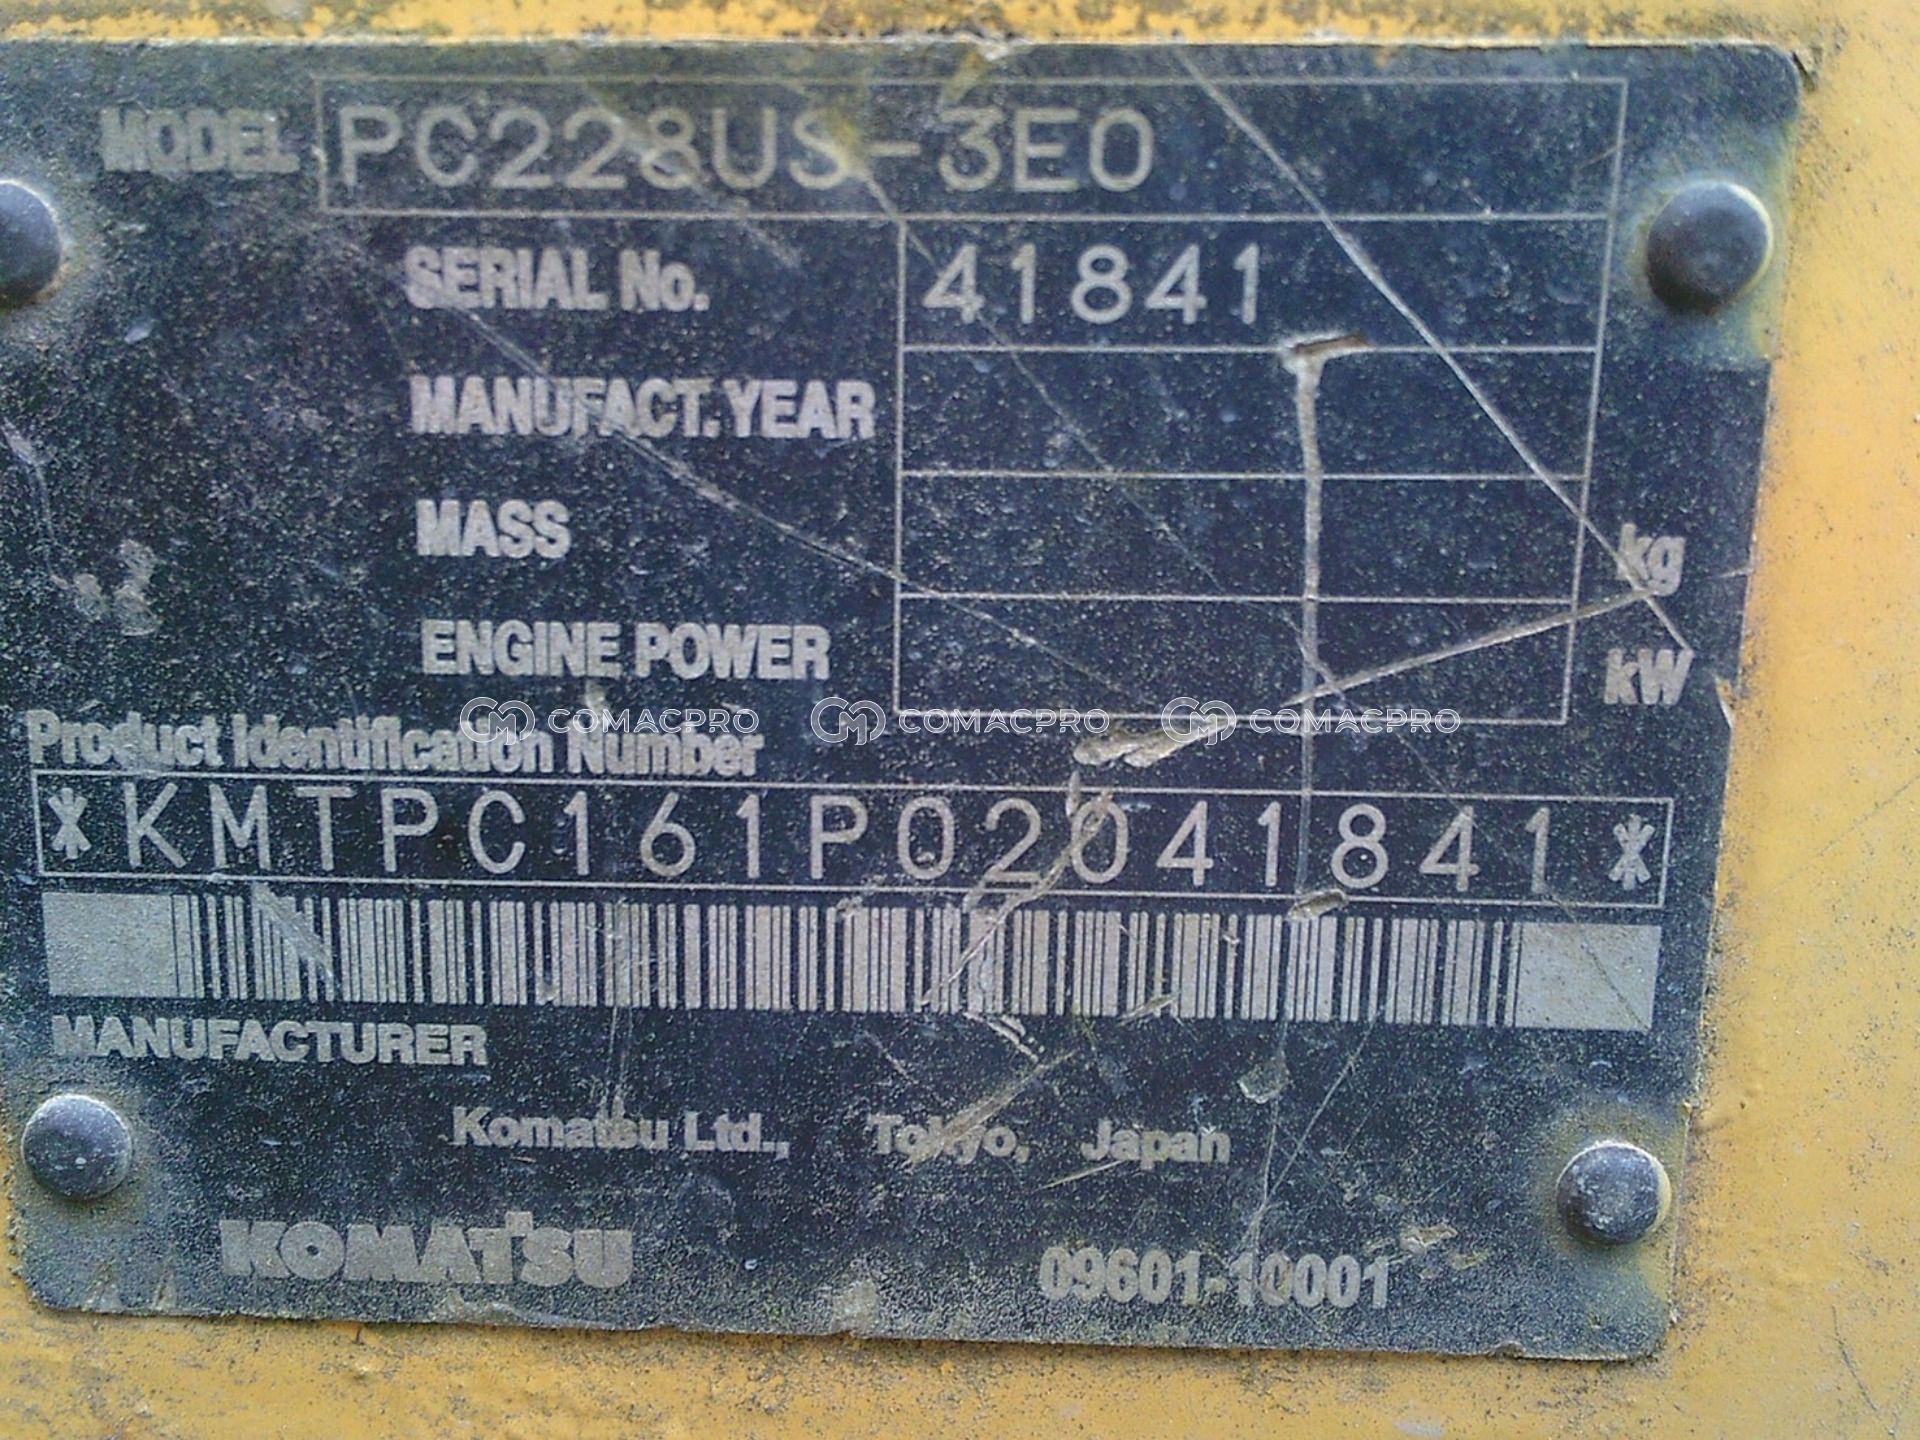 MODEL PC228US-3E0
SERIAL No. 41841
MANUFACT. YEAR
MASS kg
ENGINE POWER kW
Product Identification Number
COMACPRO COMACPRO COMACPRO
*KMTPC161P02041841*
MANUFACTURER
Komatsu Ltd., Tokyo, Japan
KOMATSU 09601-10001